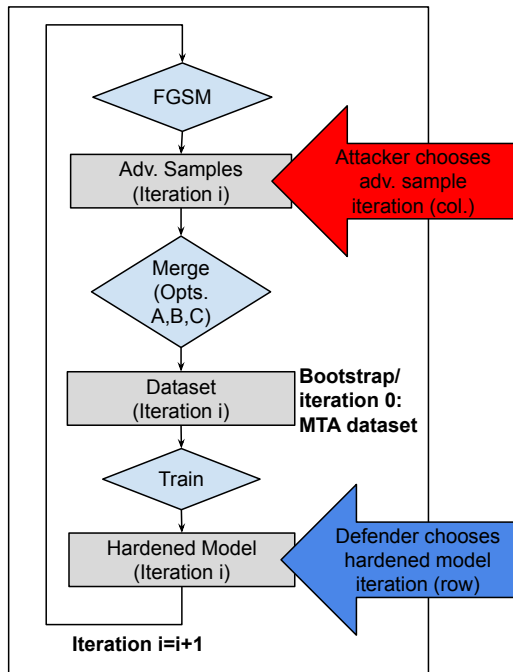 FGSM
Adv. Samples
(Iteration i)
Attacker chooses
adv. sample
iteration (col.)
Merge
(Opts.
A,B,C)
Dataset
(Iteration i)
Bootstrap/
iteration 0:
MTA dataset
Train
Hardened Model
(Iteration i)
Defender chooses
hardened model
iteration (row)
Iteration i=i+1